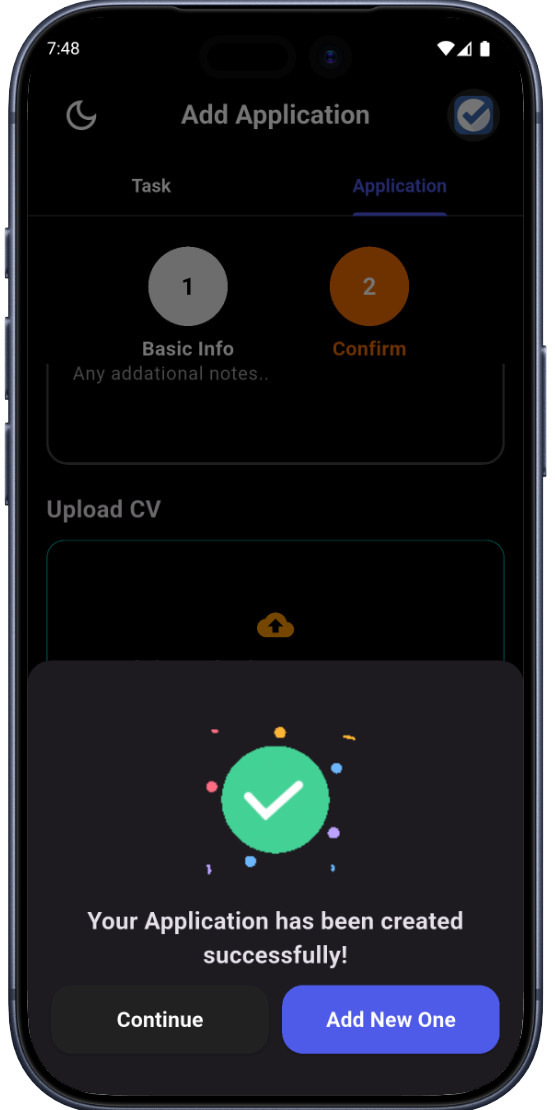 7:48
Add Application
Task
Application
1
2
Basic Info
Confirm
Any addational notes..
Upload CV
Your Application has been created
successfully!
Continue
Add New One